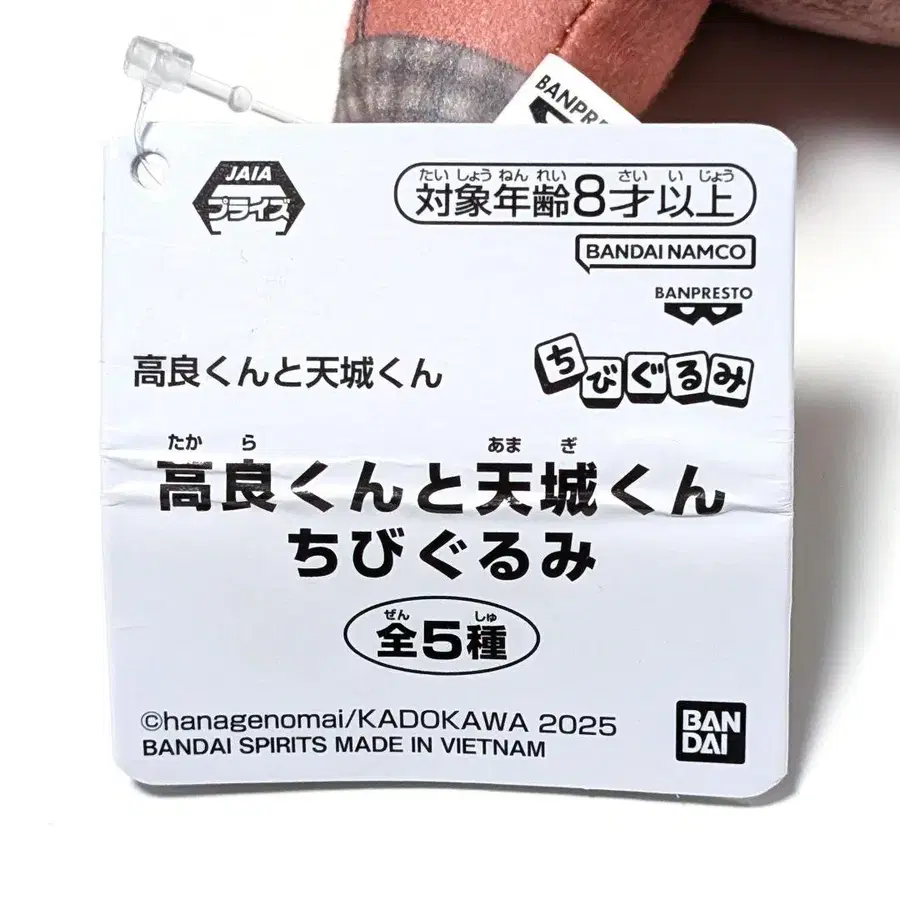 BANPRE
JAIA
プライズ
たいしょうねんれい さい いじょう
対象年齢8才以上
BANDAI NAMCO
BANPRESTO
高良くんと天城くん
ちびぐるみ
たか ら あま ぎ
高良くんと天城くん
ちびぐるみ
ぜん しゅ
全5種
©hanagenomai/KADOKAWA 2025
BANDAI SPIRITS MADE IN VIETNAM
BAN
DAI